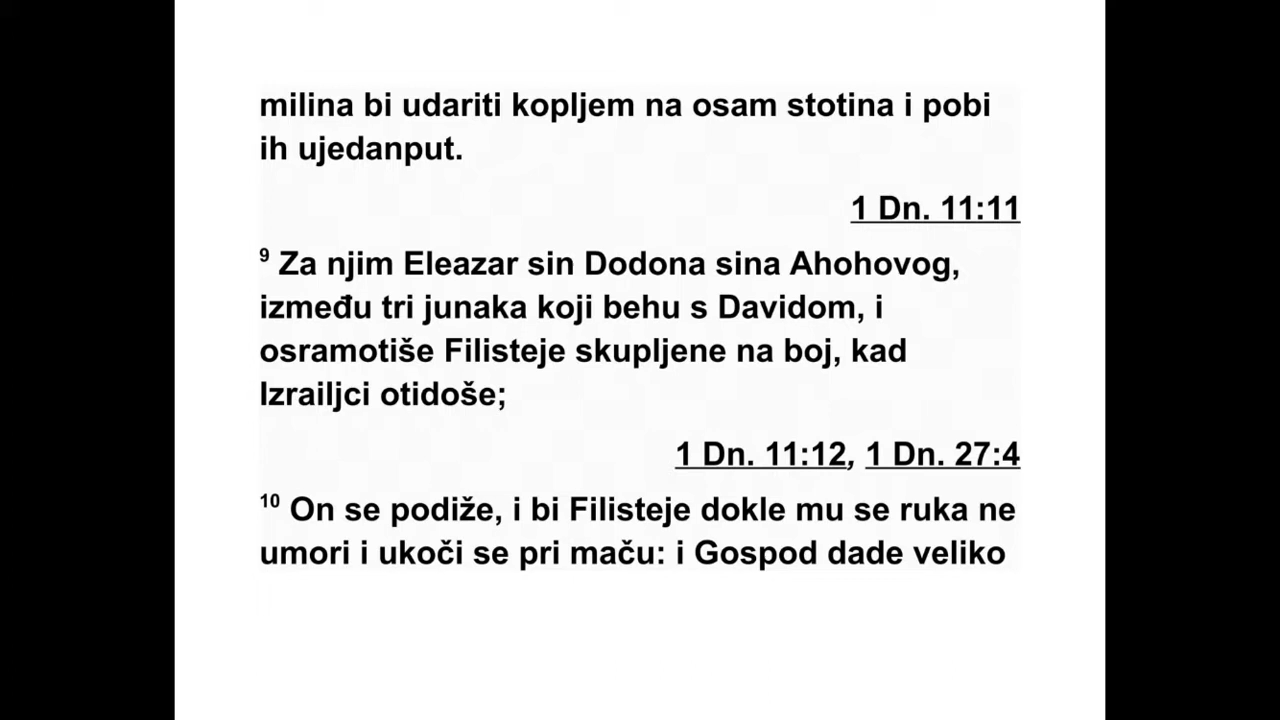 milina bi udariti kopljem na osam stotina i pobi
ih ujedanput.
1 Dn. 11:11
9 Za njim Eleazar sin Dodona sina Ahohovog,
između tri junaka koji behu s Davidom, i
osramotiše Filisteje skupljene na boj, kad
Izrailjci otidoše;
1 Dn. 11:12, 1 Dn. 27:4
10 On se podiže, i bi Filisteje dokle mu se ruka ne
umori i ukoči se pri maču: i Gospod dade veliko